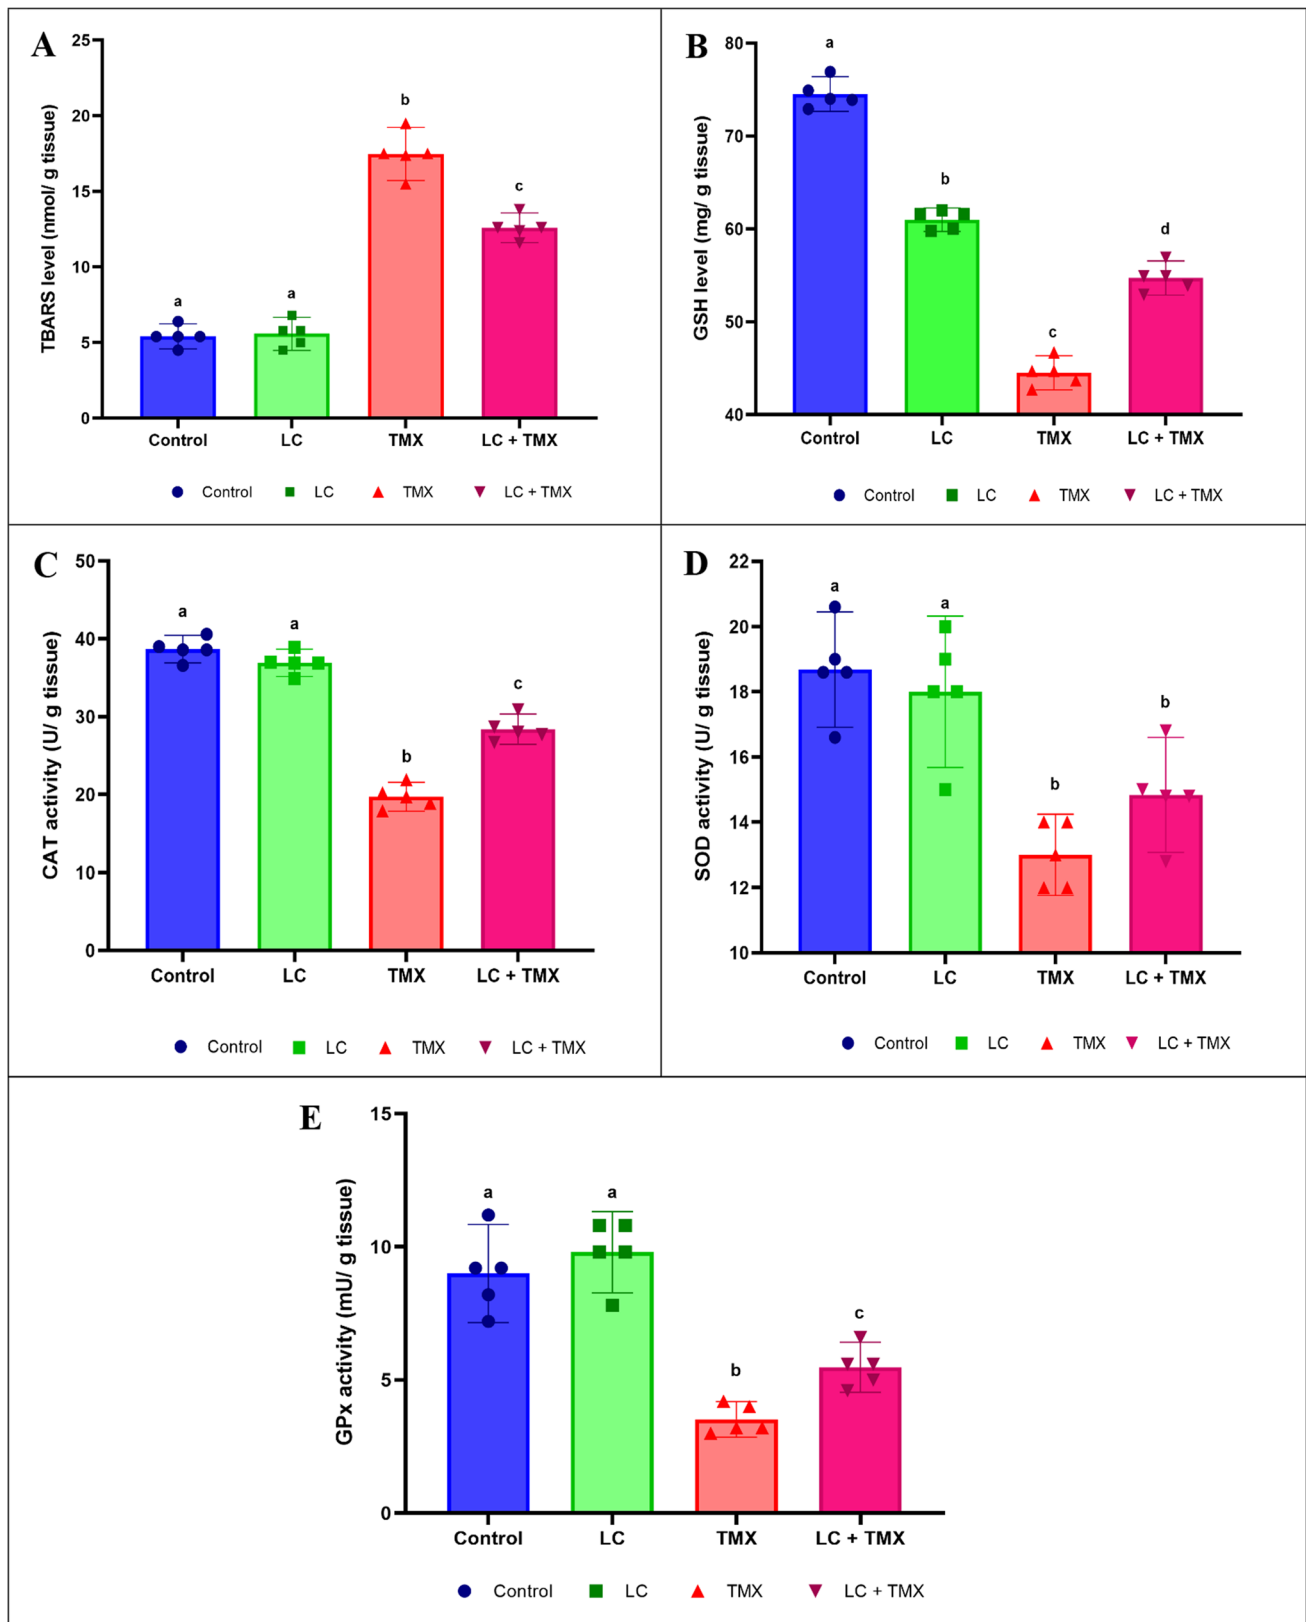 A
TBARS level (nmol/ g tissue)
25
20
15
10
5
0
a
a
b
c
Control LC TMX LC + TMX
Control LC TMX LC + TMX
B
GSH level (mg/ g tissue)
80
70
60
50
40
a
b
c
d
Control LC TMX LC + TMX
Control LC TMX LC + TMX
C
CAT activity (U/ g tissue)
50
40
30
20
10
0
a
a
b
c
Control LC TMX LC + TMX
Control LC TMX LC + TMX
D
SOD activity (U/ g tissue)
22
20
18
16
14
12
10
a
a
b
b
Control LC TMX LC + TMX
Control LC TMX LC + TMX
E
GPx activity (mU/ g tissue)
15
10
5
0
a
a
b
c
Control LC TMX LC + TMX
Control LC TMX LC + TMX